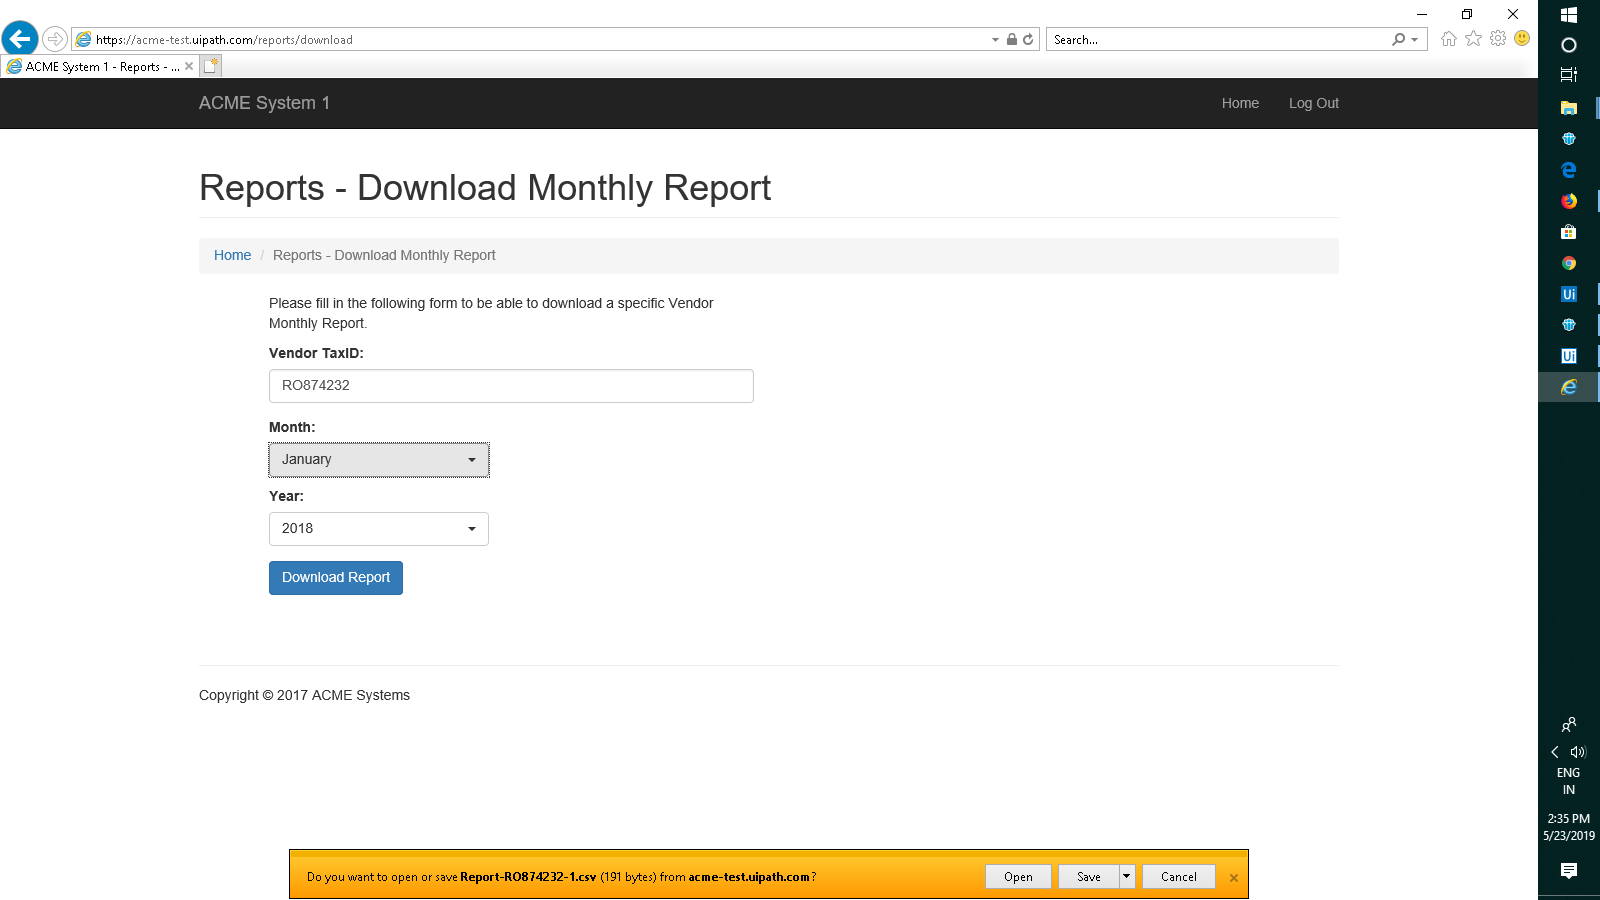 https://acme-test.uipath.com/reports/download
Search...
ACME System 1 - Reports - ...
ACME System 1
Home
Log Out
Reports - Download Monthly Report
Home / Reports - Download Monthly Report
Please fill in the following form to be able to download a specific Vendor
Monthly Report.
Vendor TaxID:
RO874232
Month:
January
Year:
2018
Download Report
Copyright © 2017 ACME Systems
Do you want to open or save Report-RO874232-1.csv (191 bytes) from acme-test.uipath.com?
Open
Save
Cancel
Ui
Ui
ENG
IN
2:35 PM
5/23/2019